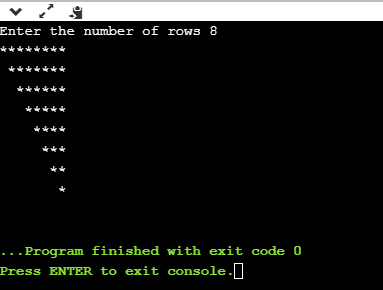 Enter the number of rows 8
********
 *******
  ******
   *****
    ****
     ***
      **
       *
...Program finished with exit code 0
Press ENTER to exit console.